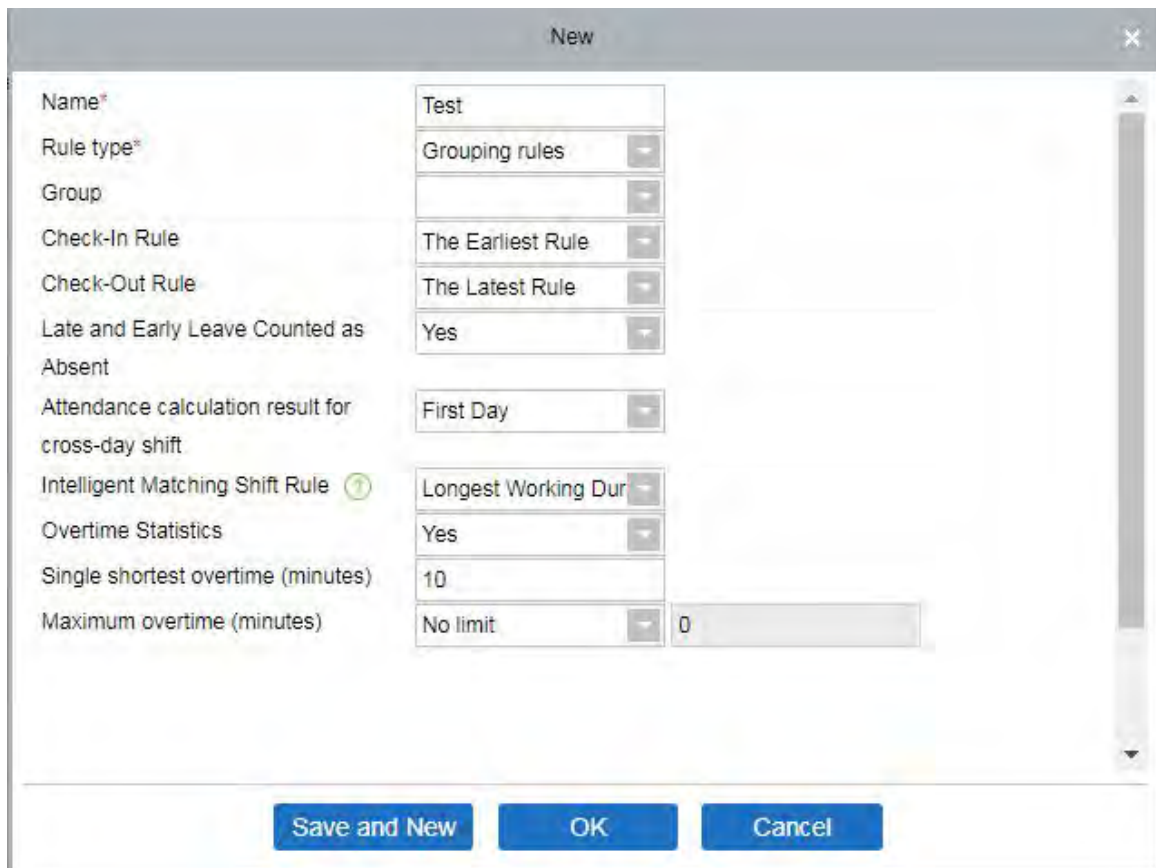 New
Name* Test
Rule type* Grouping rules
Group
Check-In Rule The Earliest Rule
Check-Out Rule The Latest Rule
Late and Early Leave Counted as Yes
Absent
Attendance calculation result for First Day
cross-day shift
Intelligent Matching Shift Rule ? Longest Working Dur
Overtime Statistics Yes
Single shortest overtime (minutes) 10
Maximum overtime (minutes) No limit 0
Save and New OK Cancel